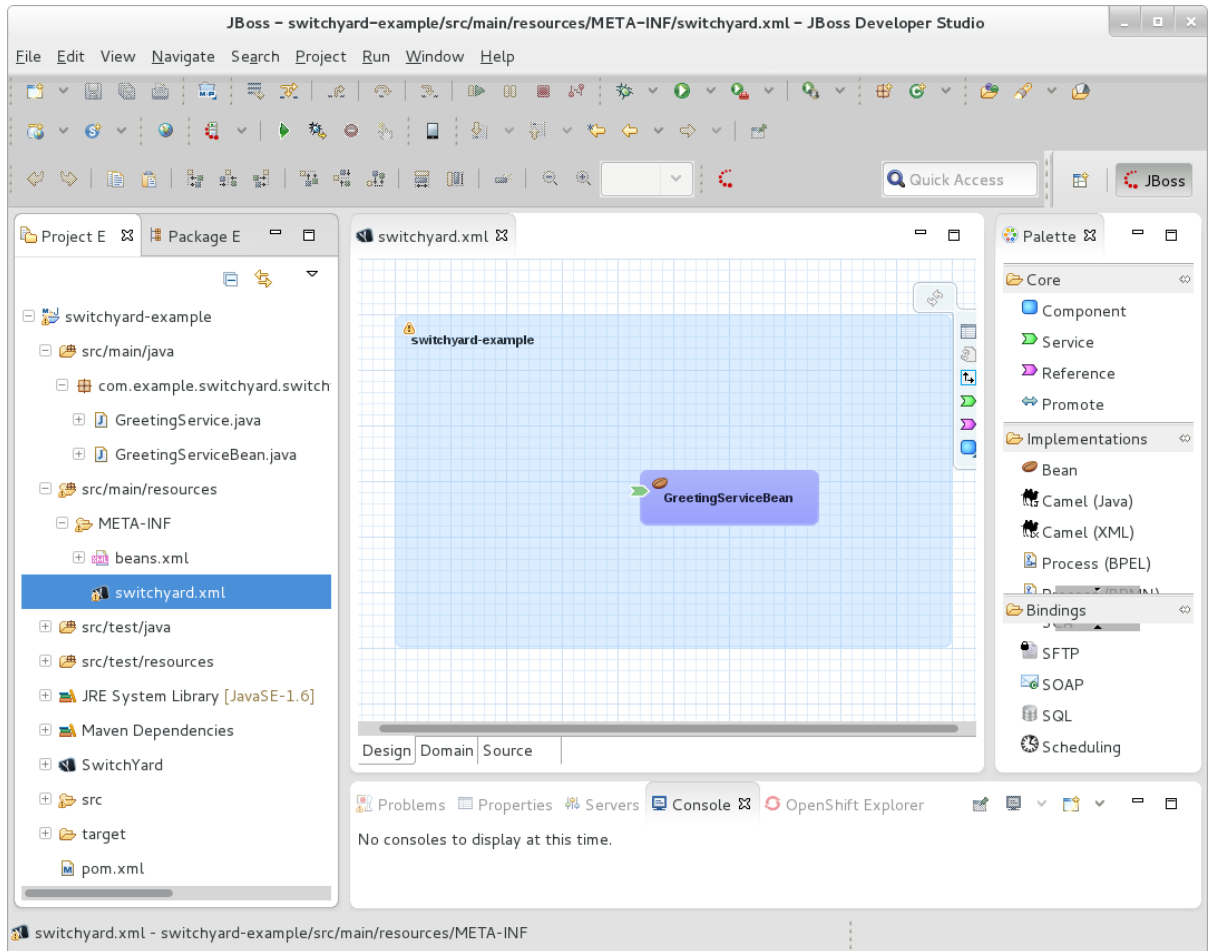 JBoss – switchyard-example/src/main/resources/META-INF/switchyard.xml – JBoss Developer Studio
File Edit View Navigate Search Project Run Window Help
Quick Access
JBoss
Project E
Package E
switchyard-example
src/main/java
com.example.switchyard.switch
GreetingService.java
GreetingServiceBean.java
src/main/resources
META-INF
beans.xml
switchyard.xml
src/test/java
src/test/resources
JRE System Library [JavaSE-1.6]
Maven Dependencies
SwitchYard
src
target
pom.xml
switchyard.xml
switchyard-example
GreetingServiceBean
Design Domain Source
Palette
Core
Component
Service
Reference
Promote
Implementations
Bean
Camel (Java)
Camel (XML)
Process (BPEL)
Bindings
SFTP
SOAP
SQL
Scheduling
Problems Properties Servers Console OpenShift Explorer
No consoles to display at this time.
switchyard.xml - switchyard-example/src/main/resources/META-INF